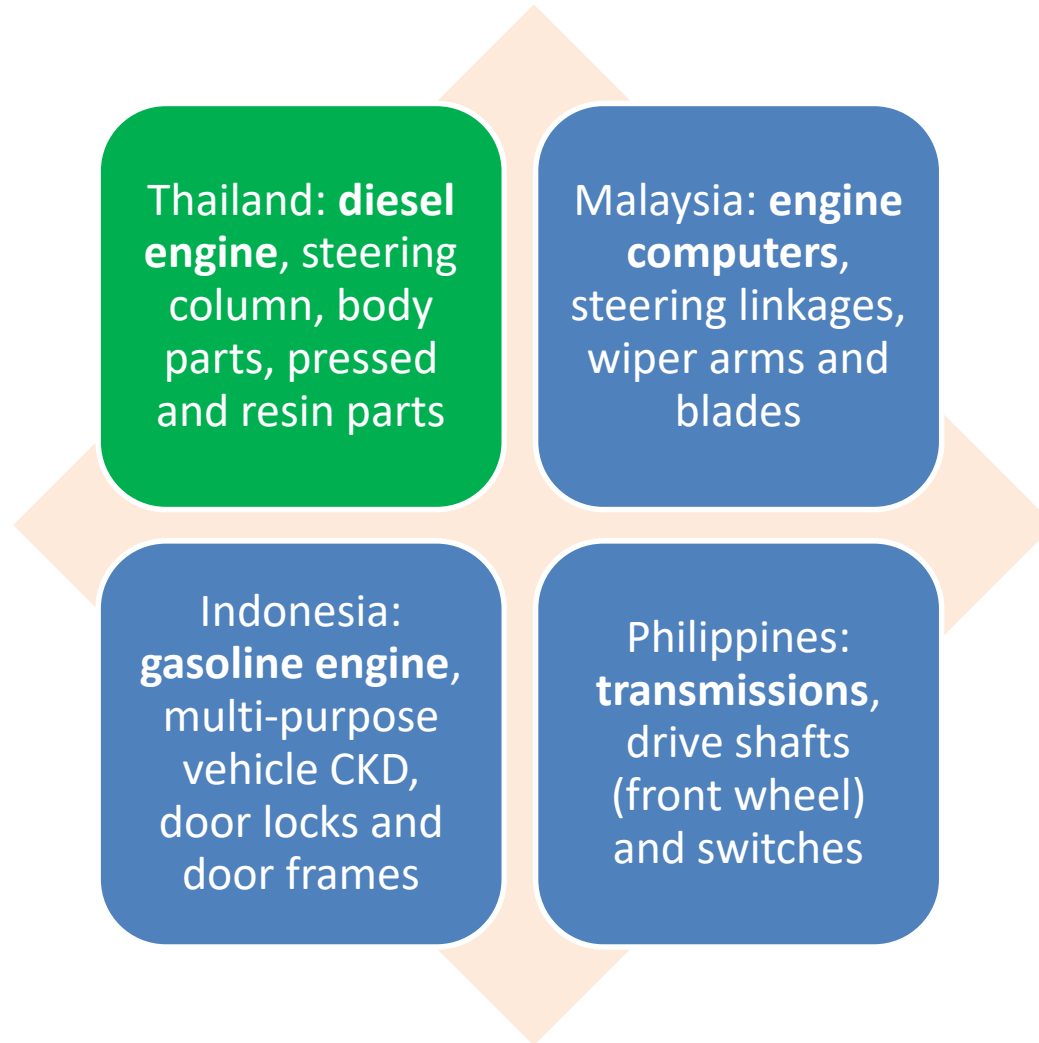 Thailand: diesel
engine, steering
column, body
parts, pressed
and resin parts
Malaysia: engine
computers,
steering linkages,
wiper arms and
blades
Indonesia:
gasoline engine,
multi-purpose
vehicle CKD,
door locks and
door frames
Philippines:
transmissions,
drive shafts
(front wheel)
and switches